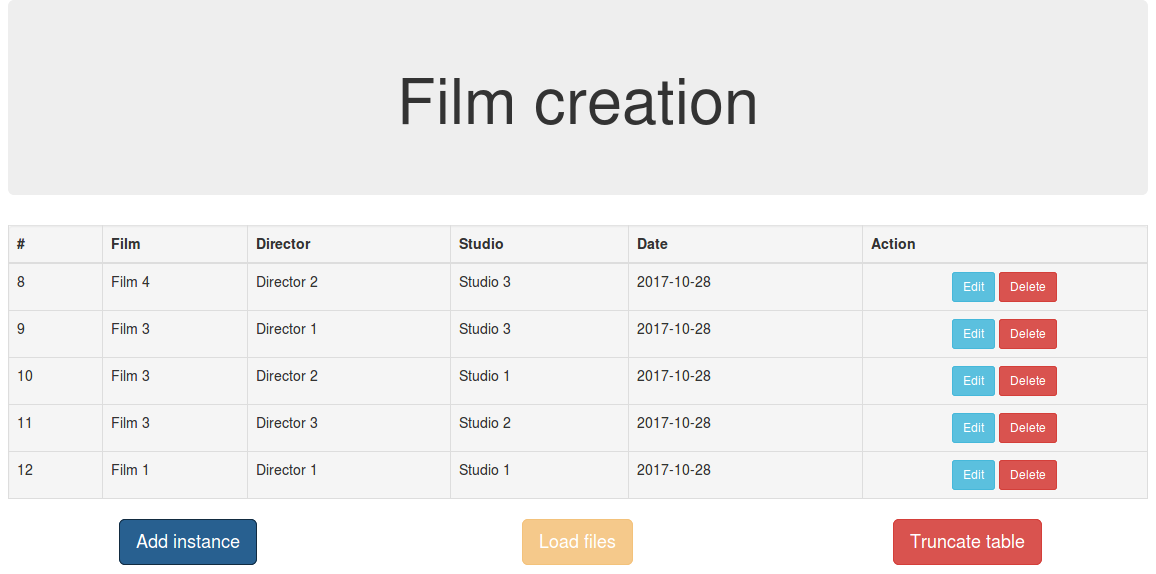 Film creation
# Film Director Studio Date Action
8 Film 4 Director 2 Studio 3 2017-10-28 Edit Delete
9 Film 3 Director 1 Studio 3 2017-10-28 Edit Delete
10 Film 3 Director 2 Studio 1 2017-10-28 Edit Delete
11 Film 3 Director 3 Studio 2 2017-10-28 Edit Delete
12 Film 1 Director 1 Studio 1 2017-10-28 Edit Delete
Add instance Load files Truncate table